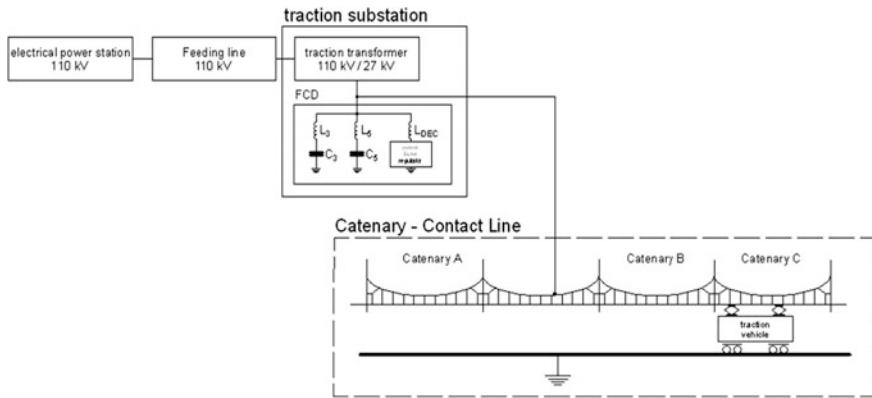 traction substation
electrical power station
110 kV
Feeding line
110 kV
traction transformer
110 kV / 27 kV
FCD
L3
L5
LDEC
C3
C5
Catenary - Contact Line
Catenary A
Catenary B
Catenary C
traction
vehicle